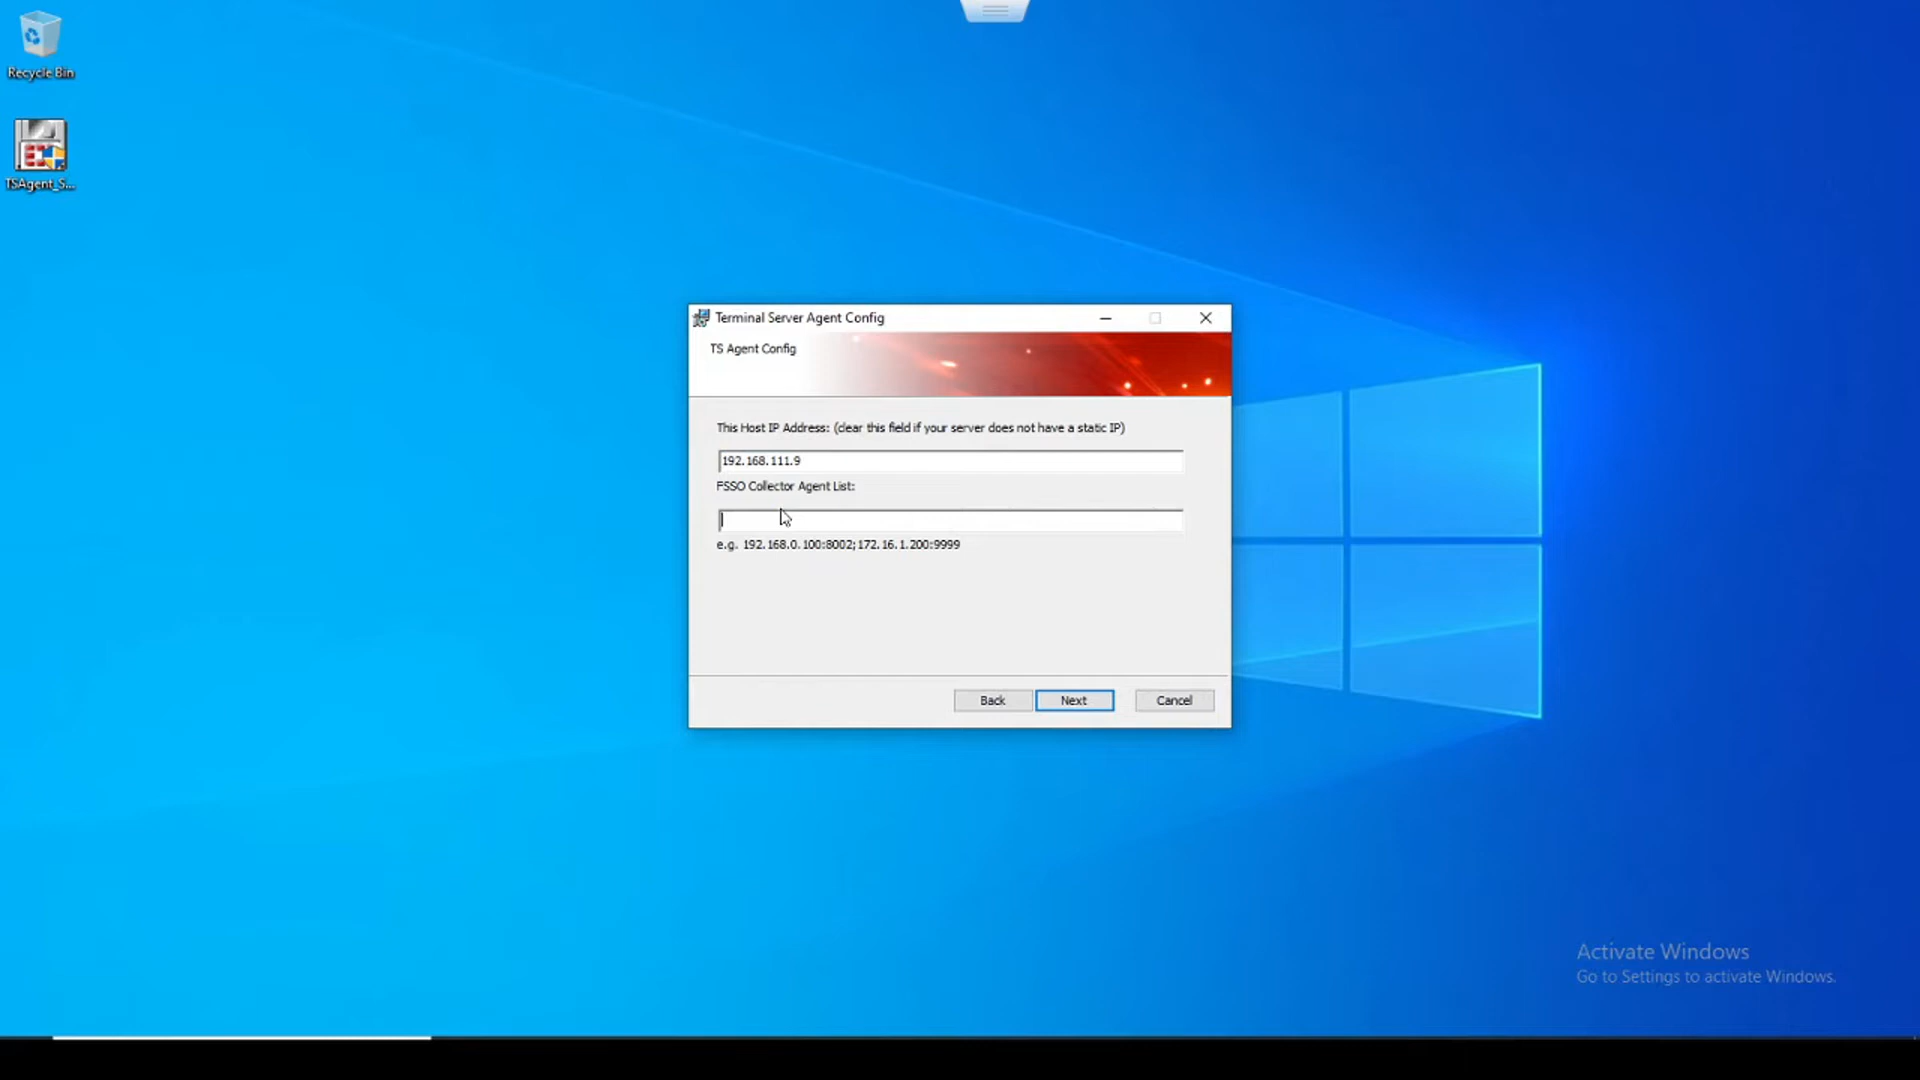 Recycle Bin
TSAgent_S...
Terminal Server Agent Config
TS Agent Config
This Host IP Address: (clear this field if your server does not have a static IP)
192.168.111.9
FSSO Collector Agent List:
e.g. 192.168.0.100:8002;172.16.1.200:9999
Back
Next
Cancel
Activate Windows
Go to Settings to activate Windows.